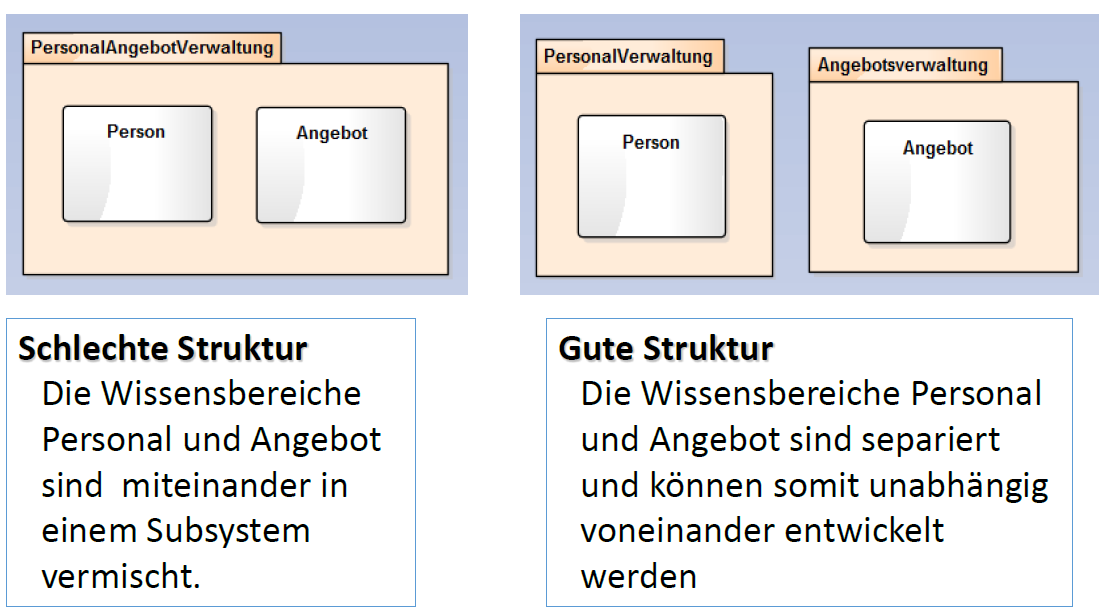 PersonalAngebotVerwaltung
Person
Angebot
PersonalVerwaltung
Person
Angebotsverwaltung
Angebot
Schlechte Struktur
Die Wissensbereiche
Personal und Angebot
sind miteinander in
einem Subsystem
vermischt.
Gute Struktur
Die Wissensbereiche Personal
und Angebot sind separiert
und können somit unabhängig
voneinander entwickelt
werden